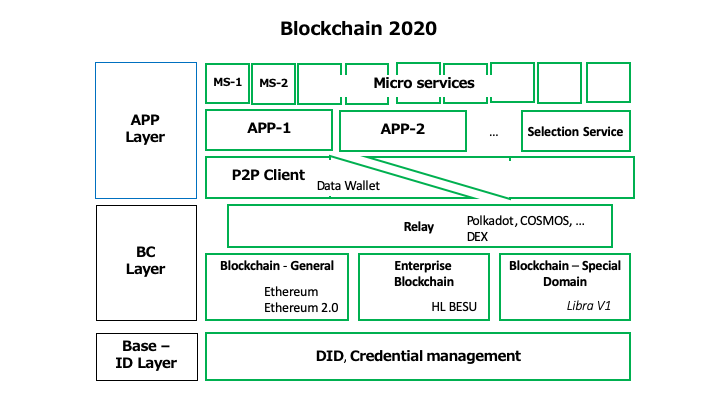 Blockchain 2020
APP
Layer
MS-1
MS-2
Micro services
APP-1
APP-2
...
Selection Service
P2P Client
Data Wallet
BC
Layer
Relay
Polkadot, COSMOS, ...
DEX
Blockchain - General
Ethereum
Ethereum 2.0
Enterprise
Blockchain
HL BESU
Blockchain – Special
Domain
Libra V1
Base –
ID Layer
DID, Credential management